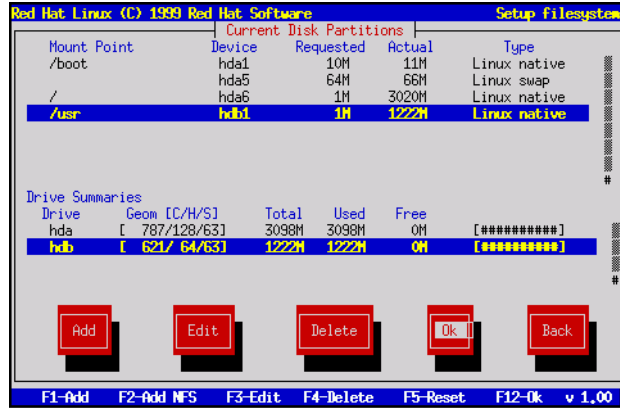 Red Hat Linux (C) 1999 Red Hat Software Setup filesystem
Current Disk Partitions
Mount Point Device Requested Actual Type
/boot hda1 10M 11M Linux native
hda5 64M 66M Linux swap
/ hda6 1M 3020M Linux native
/usr hdb1 1M 1222M Linux native
#
Drive Summaries
Drive Geom [C/H/S] Total Used Free
hda [ 787/128/63] 3098M 3098M 0M [##########]
hdb [ 621/ 64/63] 1222M 1222M 0M [##########]
#
Add Edit Delete Ok Back
F1-Add F2-Add NFS F3-Edit F4-Delete F5-Reset F12-Ok v 1.00